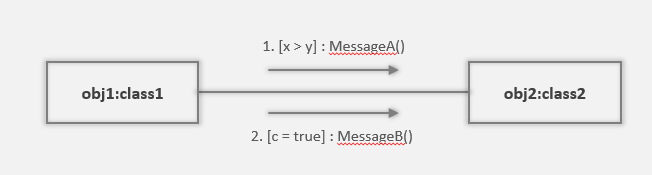 1. [x > y] : MessageA()
obj1:class1
obj2:class2
2. [c = true] : MessageB()